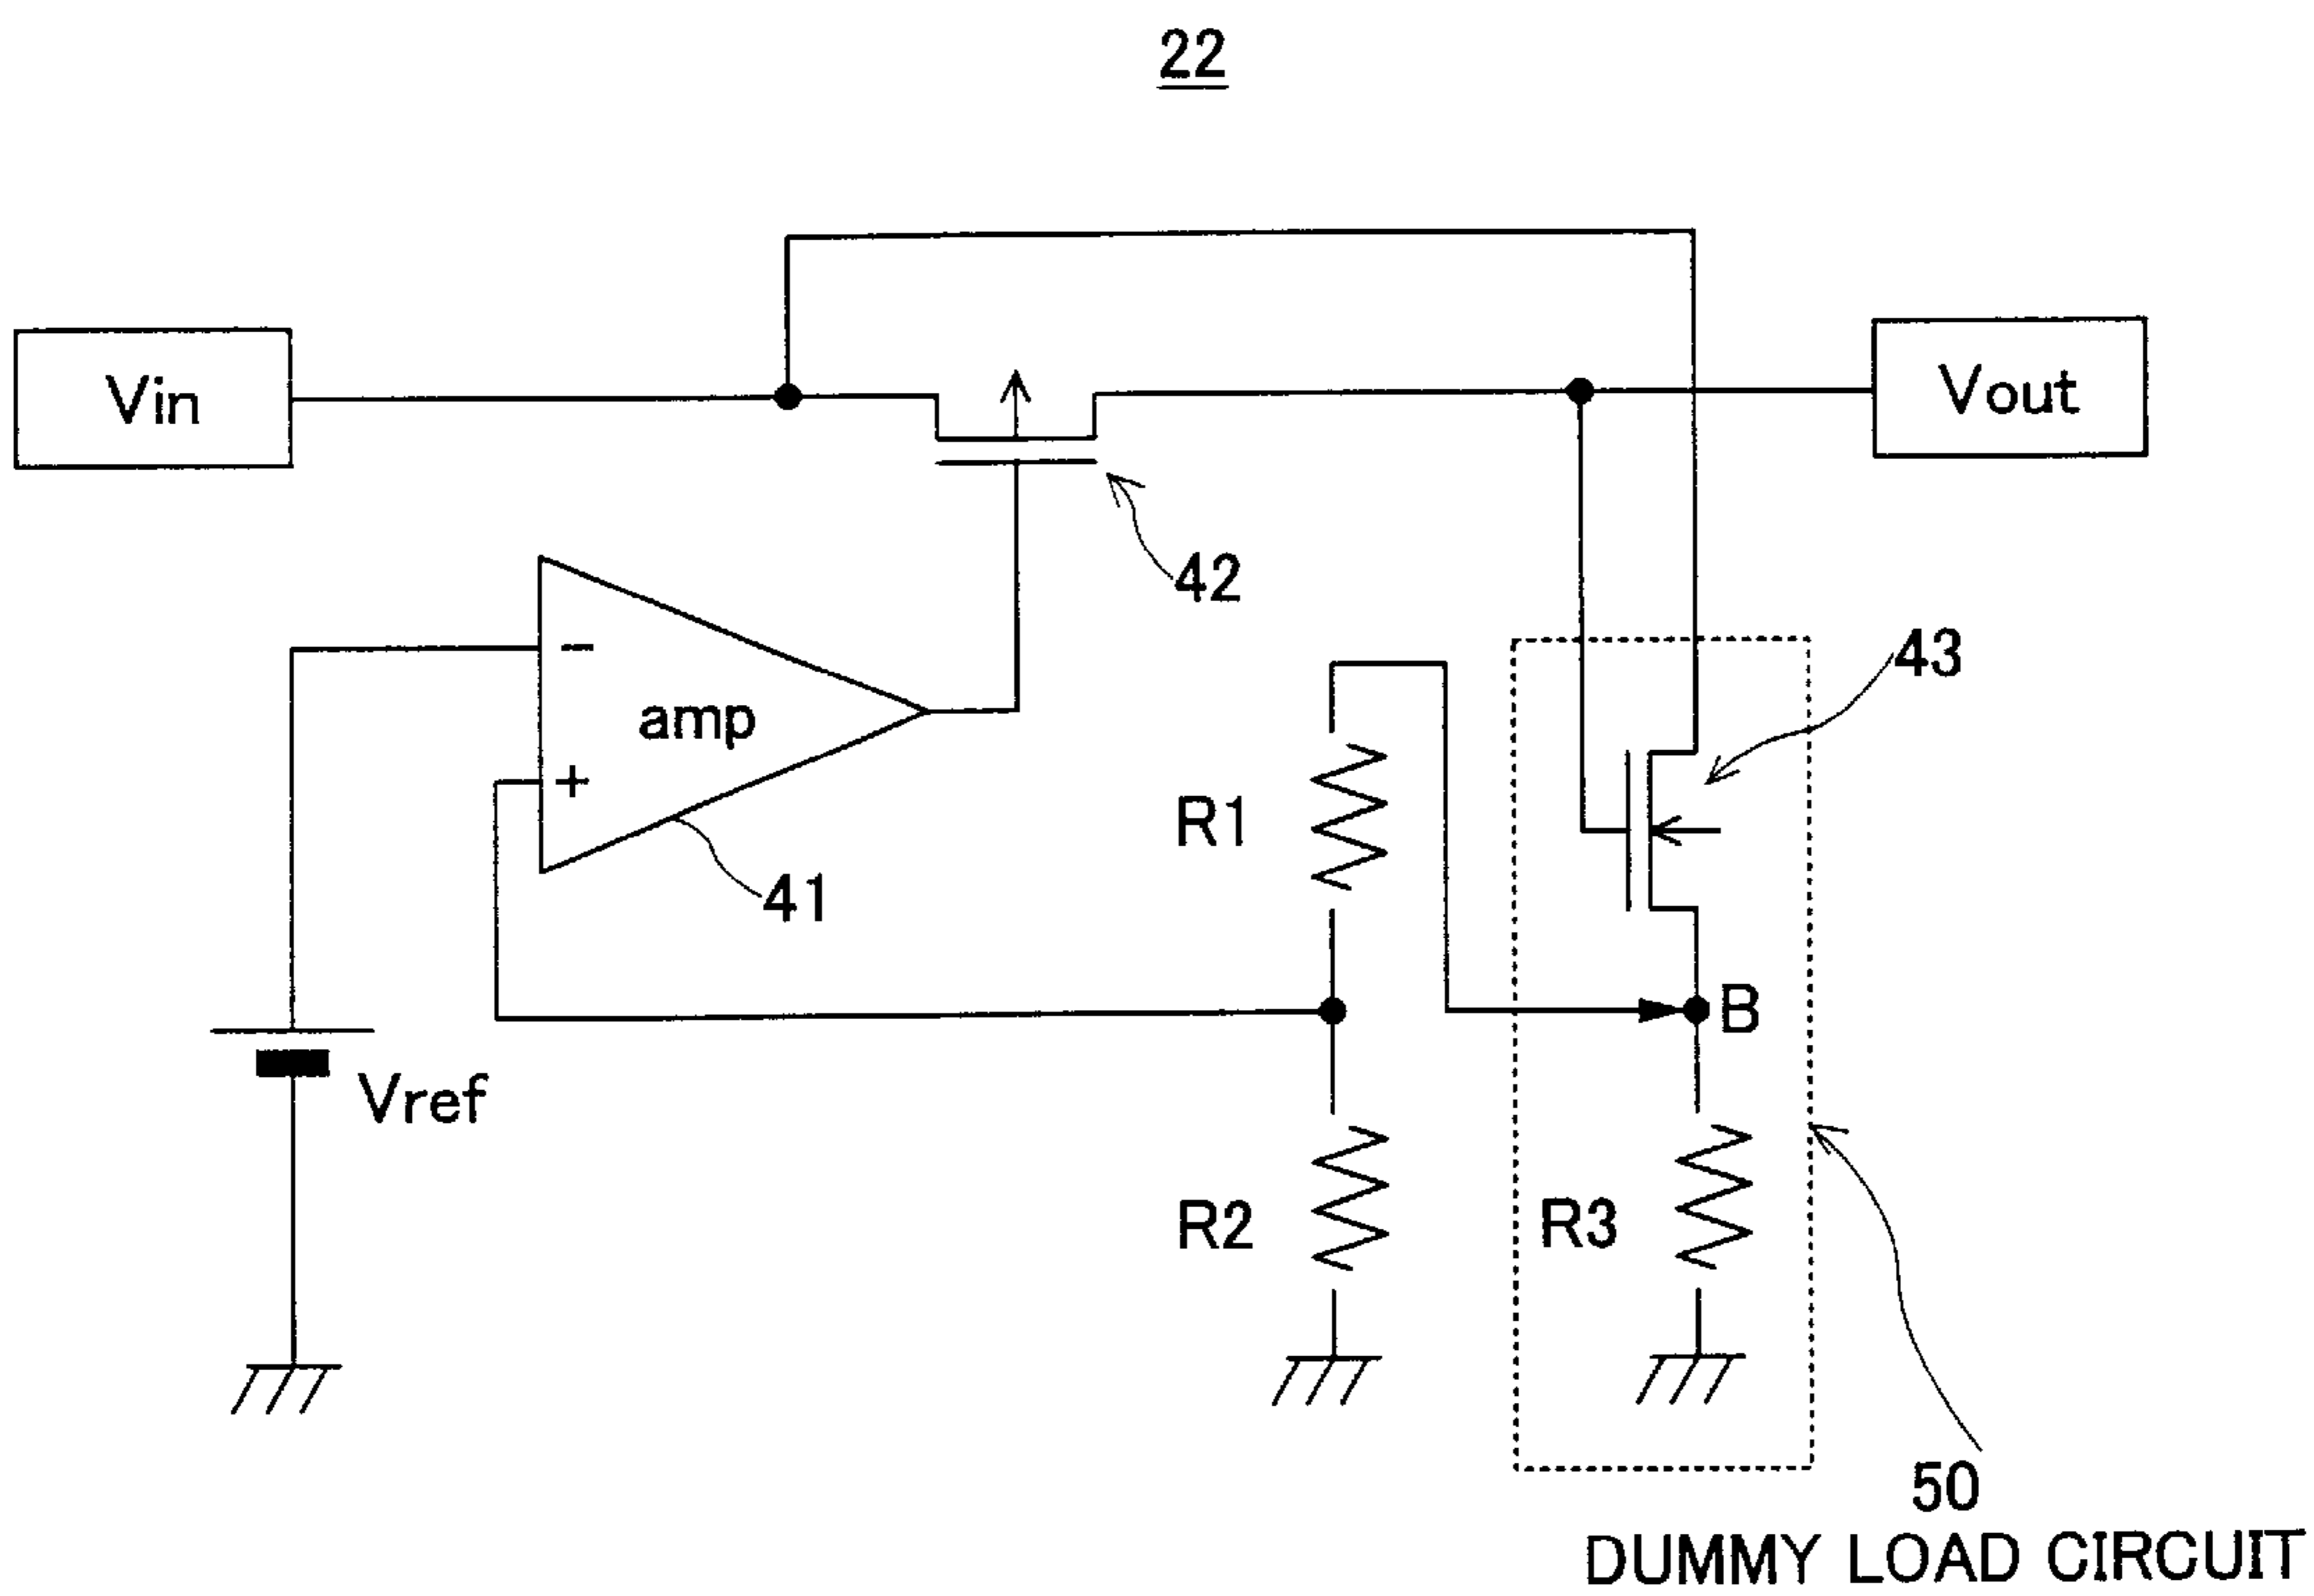 22
Vin
Vout
42
-
amp
+
41
43
R1
B
Vref
R2
R3
50
DUMMY LOAD CIRCUIT